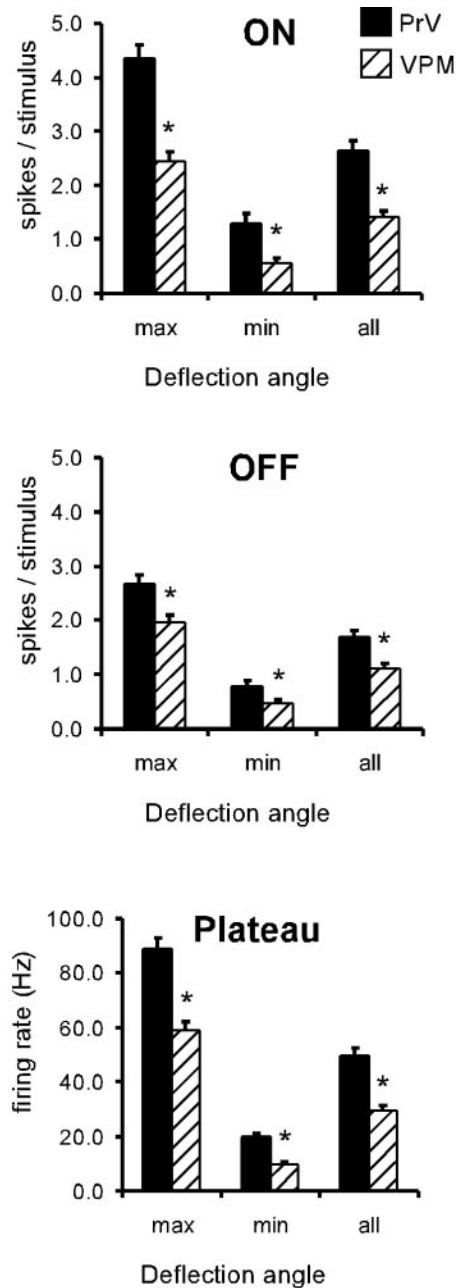 ON
PrV
VPM
spikes / stimulus
5.0
4.0
3.0
2.0
1.0
0.0
*
*
*
max min all
Deflection angle
OFF
spikes / stimulus
5.0
4.0
3.0
2.0
1.0
0.0
*
*
*
max min all
Deflection angle
Plateau
firing rate (Hz)
100.0
80.0
60.0
40.0
20.0
0.0
*
*
*
max min all
Deflection angle